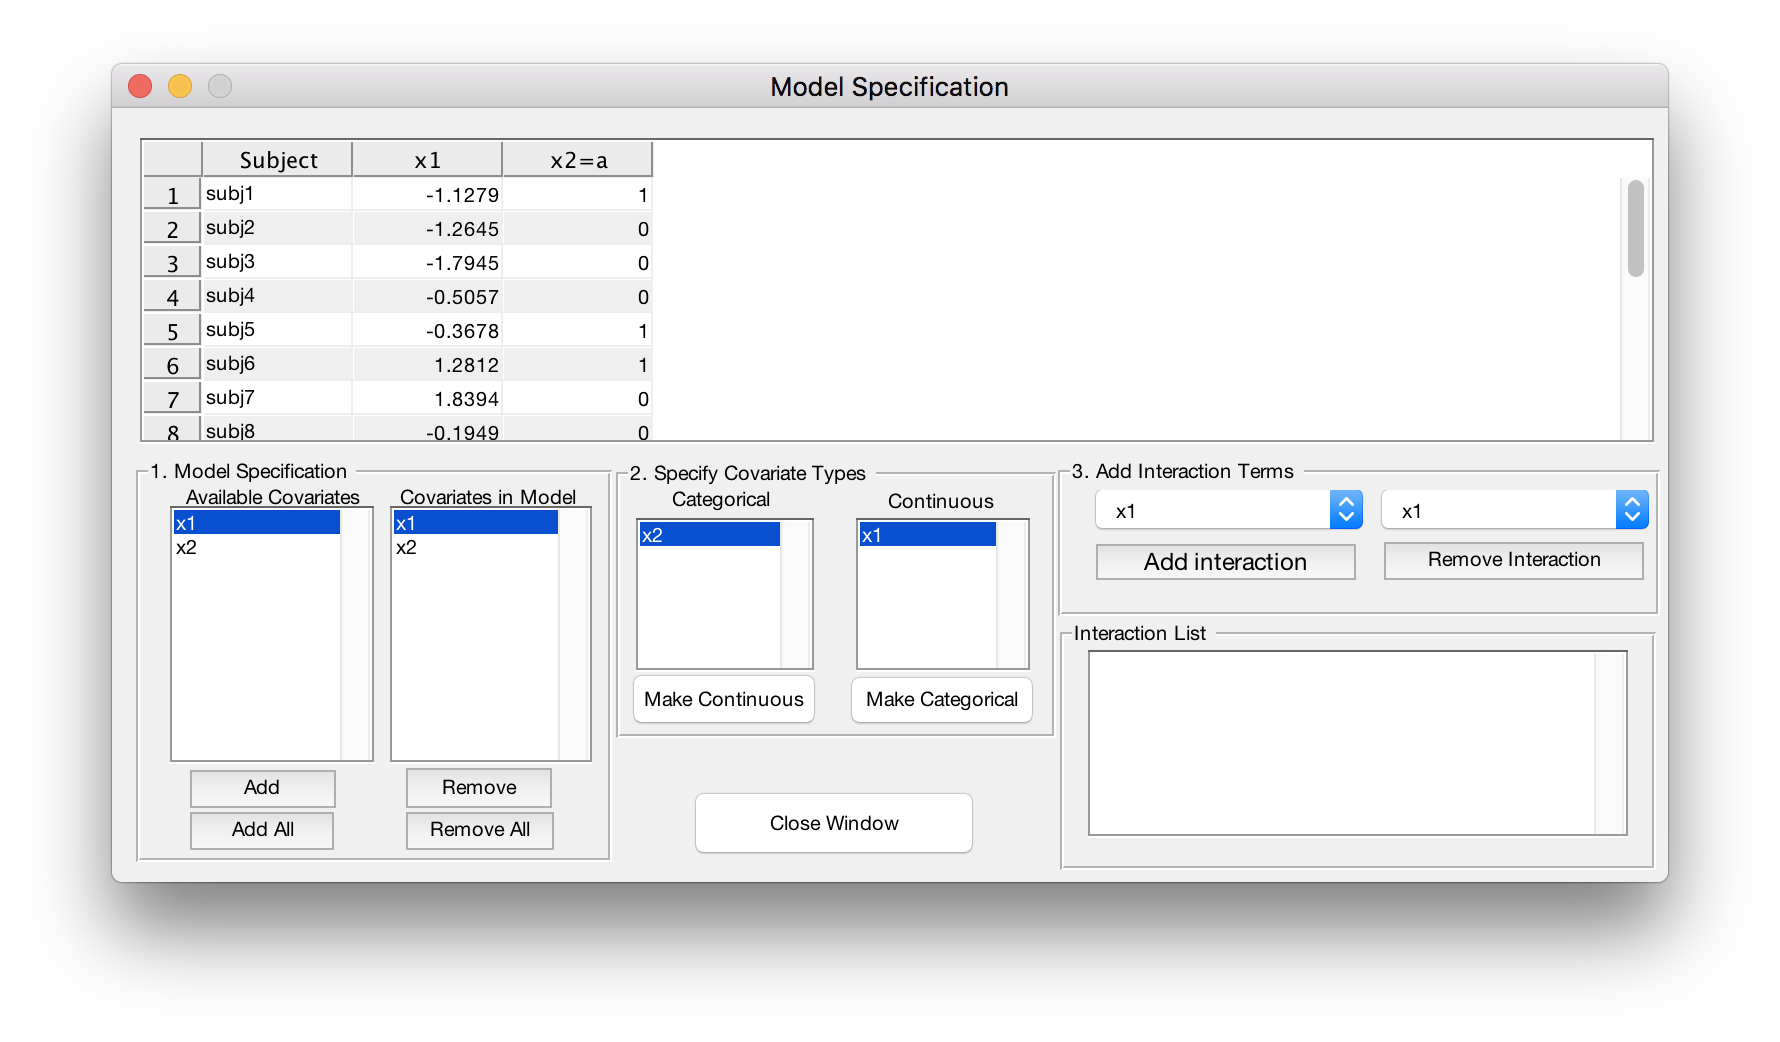 Model Specification
Subject x1 x2=a
1 subj1 -1.1279 1
2 subj2 -1.2645 0
3 subj3 -1.7945 0
4 subj4 -0.5057 0
5 subj5 -0.3678 1
6 subj6 1.2812 1
7 subj7 1.8394 0
8 subj8 -0.1949 0
1. Model Specification
Available Covariates Covariates in Model
x1 x1
x2 x2
Add Remove
Add All Remove All
2. Specify Covariate Types
Categorical Continuous
x2 x1
Make Continuous Make Categorical
Close Window
3. Add Interaction Terms
x1 x1
Add interaction Remove Interaction
Interaction List